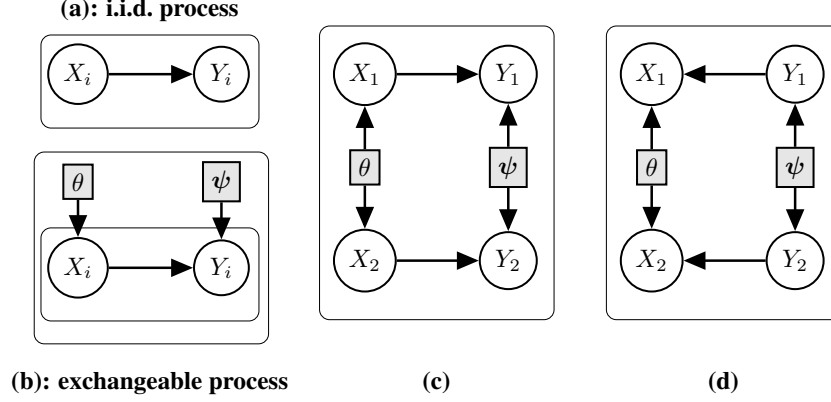 (a): i.i.d. process
X_i Y_i
θ ψ
X_i Y_i
(b): exchangeable process
X_1 Y_1
θ ψ
X_2 Y_2
(c)
X_1 Y_1
θ ψ
X_2 Y_2
(d)